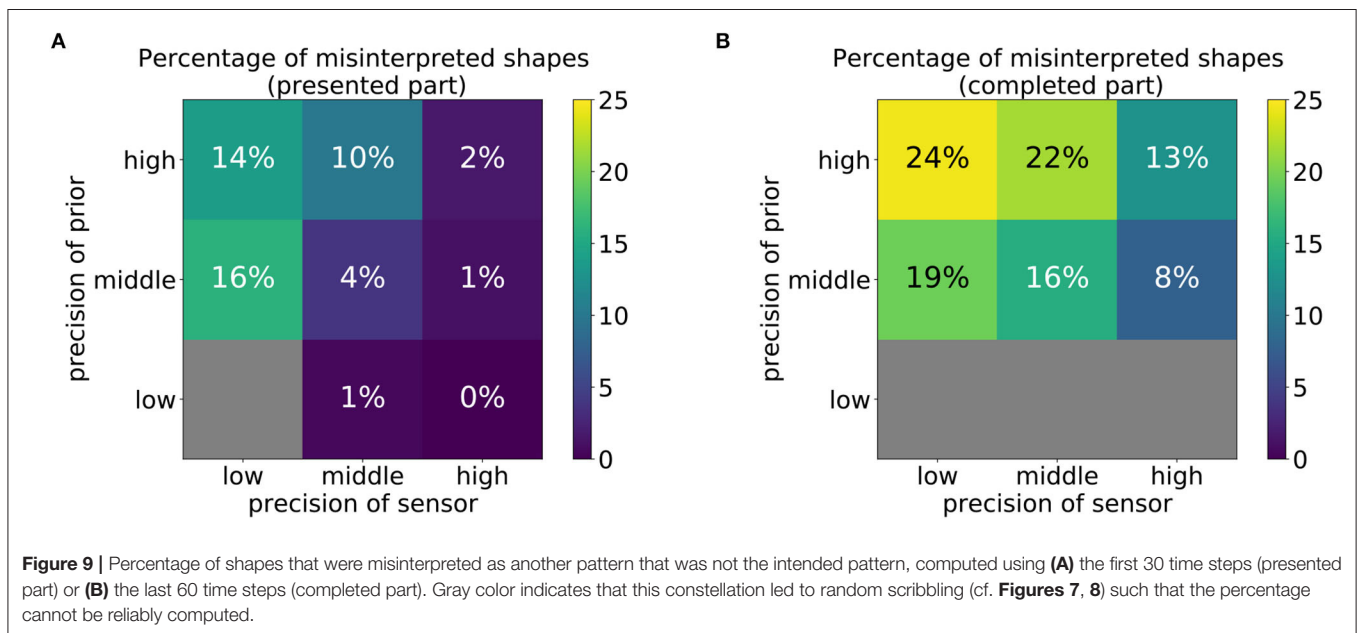 A
Percentage of misinterpreted shapes
(presented part)
high
middle
low
precision of prior
14% 10% 2%
16% 4% 1%
1% 0%
low middle high
precision of sensor
25
20
15
10
5
0
B
Percentage of misinterpreted shapes
(completed part)
high
middle
low
precision of prior
24% 22% 13%
19% 16% 8%
low middle high
precision of sensor
25
20
15
10
5
0
Figure 9 | Percentage of shapes that were misinterpreted as another pattern that was not the intended pattern, computed using (A) the first 30 time steps (presented
part) or (B) the last 60 time steps (completed part). Gray color indicates that this constellation led to random scribbling (cf. Figures 7, 8) such that the percentage
cannot be reliably computed.